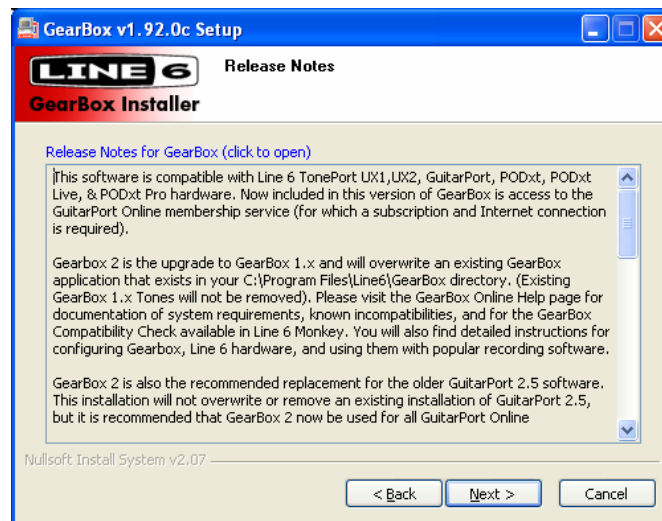 GearBox v1.92.0c Setup
LINE 6
GearBox Installer
Release Notes
Release Notes for GearBox (click to open)
This software is compatible with Line 6 TonePort UX1,UX2, GuitarPort, PODxt, PODxt
Live, & PODxt Pro hardware. Now included in this version of GearBox is access to the
GuitarPort Online membership service (for which a subscription and Internet connection
is required).
Gearbox 2 is the upgrade to GearBox 1.x and will overwrite an existing GearBox
application that exists in your C:\Program Files\Line6\GearBox directory. (Existing
GearBox 1.x Tones will not be removed). Please visit the GearBox Online Help page for
documentation of system requirements, known incompatibilities, and for the GearBox
Compatibility Check available in Line 6 Monkey. You will also find detailed instructions for
configuring Gearbox, Line 6 hardware, and using them with popular recording software.
GearBox 2 is also the recommended replacement for the older GuitarPort 2.5 software.
This installation will not overwrite or remove an existing installation of GuitarPort 2.5,
but it is recommended that GearBox 2 now be used for all GuitarPort Online
Nullsoft Install System v2.07
< Back
Next >
Cancel